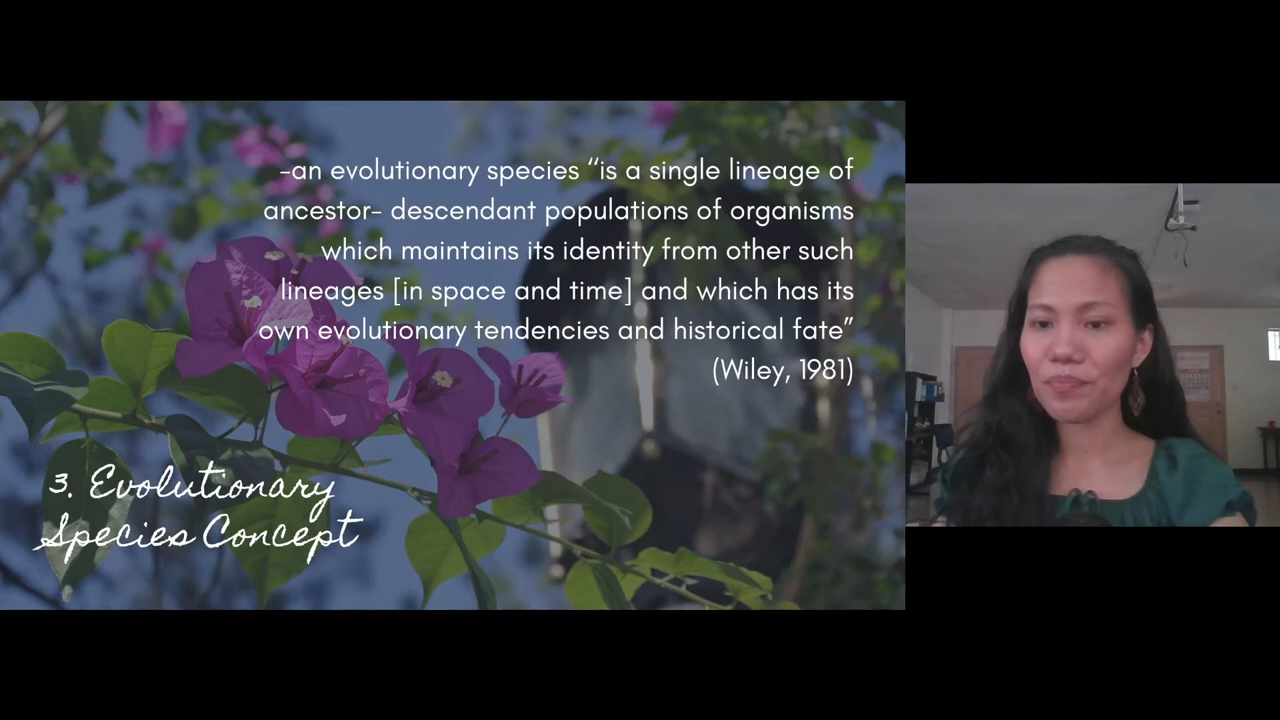 -an evolutionary species “is a single lineage of
ancestor- descendant populations of organisms
which maintains its identity from other such
lineages [in space and time] and which has its
own evolutionary tendencies and historical fate”
(Wiley, 1981)
3. Evolutionary
Species Concept